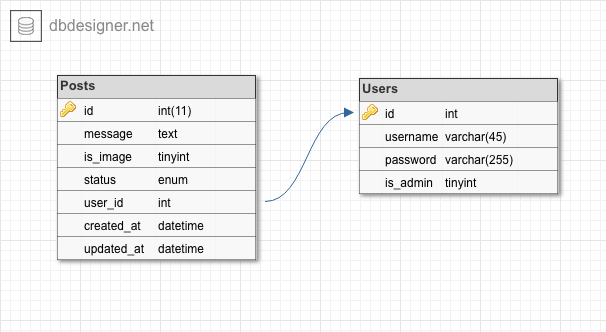 dbdesigner.net
Posts
id int(11)
message text
is_image tinyint
status enum
user_id int
created_at datetime
updated_at datetime
Users
id int
username varchar(45)
password varchar(255)
is_admin tinyint